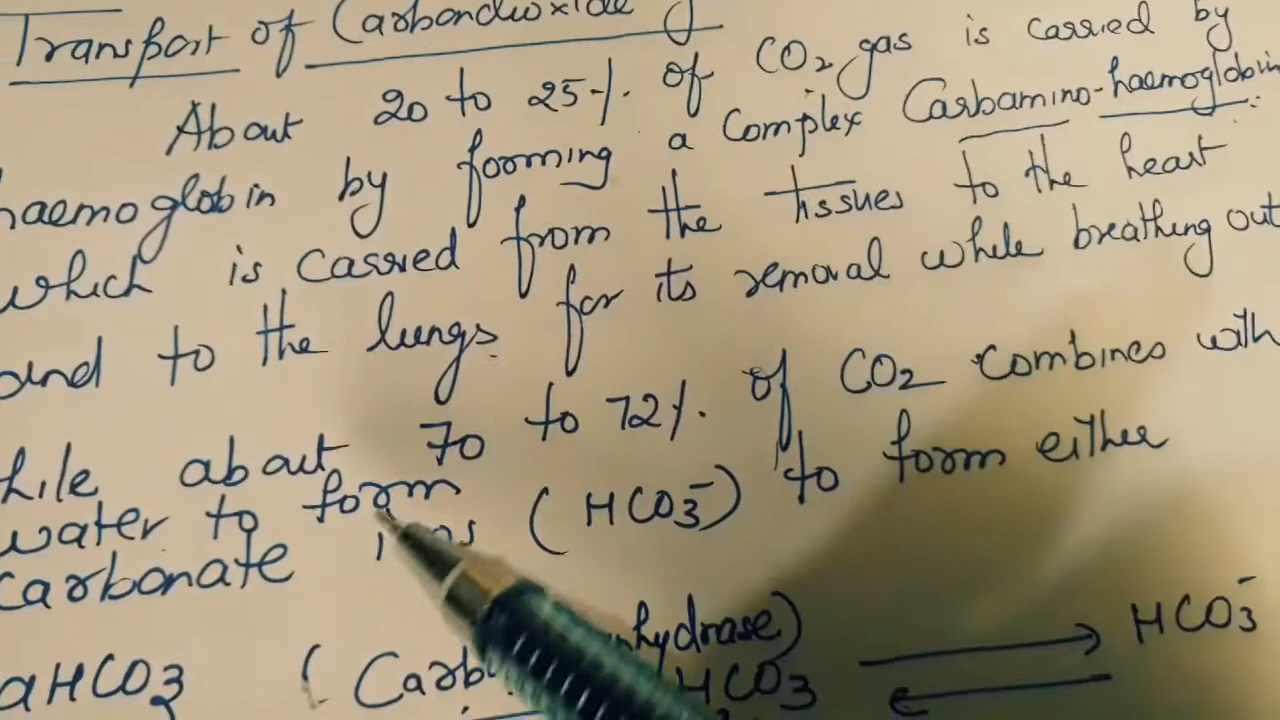 Transport of Carbondioxide
About 20 to 25%. of CO2 gas is carried by
haemoglobin by forming a complex Carbamino-haemoglobin.
which is carried from the tissues to the heart
and to the lungs for its removal while breathing out
hile about 70 to 72%. of CO2 combines with
water to form
carbonate (HCO3-) to form either
aHCO3 (Carb nhydrase) HCO3 ⇌ HCO3-